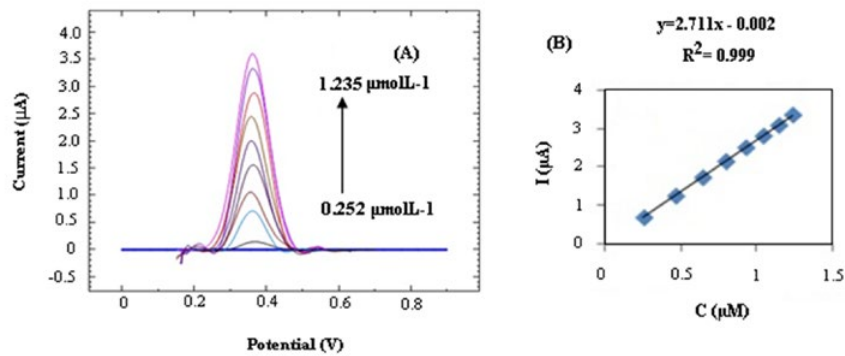 (A)
4.0
3.5
3.0
2.5
2.0
1.5
1.0
0.5
0
-0.5
Current (µA)
1.235 µmolL-1
0.252 µmolL-1
0 0.2 0.4 0.6 0.8
Potential (V)
(B)
y=2.711x - 0.002
R²= 0.999
4
3
2
1
0
I (µA)
0 0.5 1 1.5
C (µM)